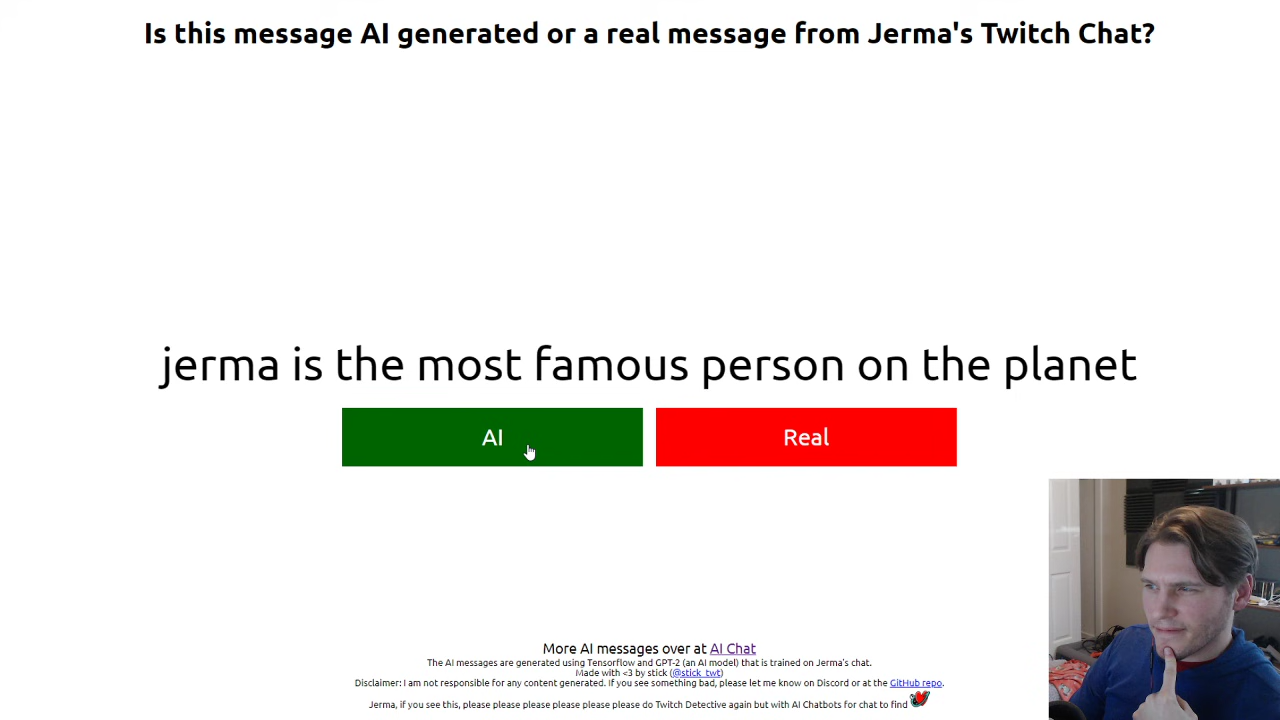 Is this message AI generated or a real message from Jerma's Twitch Chat?
jerma is the most famous person on the planet
AI
Real
More AI messages over at AI Chat
The AI messages are generated using Tensorflow and GPT-2 (an AI model) that is trained on Jerma's chat.
Made with <3 by stick (@stick_twt)
Disclaimer: I am not responsible for any content generated. If you see something bad, please let me know on Discord or at the GitHub repo.
Jerma, if you see this, please please please please please please do Twitch Detective again but with AI Chatbots for chat to find